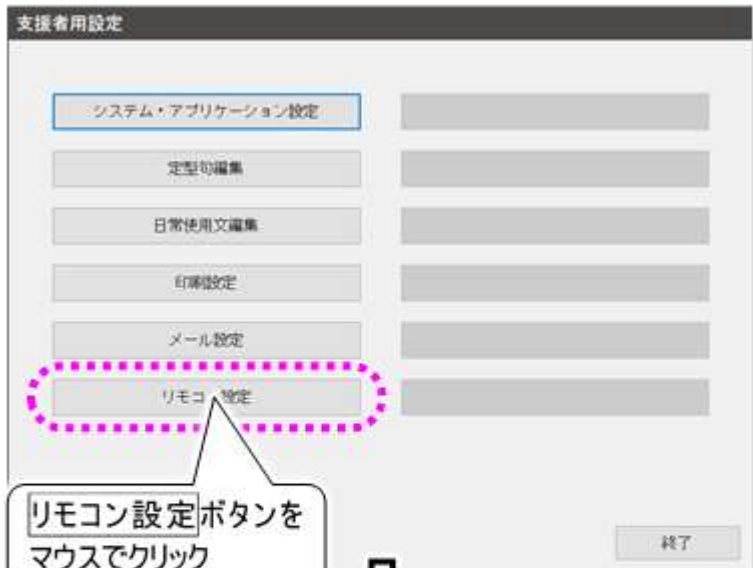 支援者用設定
システム・アプリケーション設定
定型句編集
日常使用文編集
印刷設定
メール設定
リモコン設定
リモコン設定ボタンを
マウスでクリック
終了